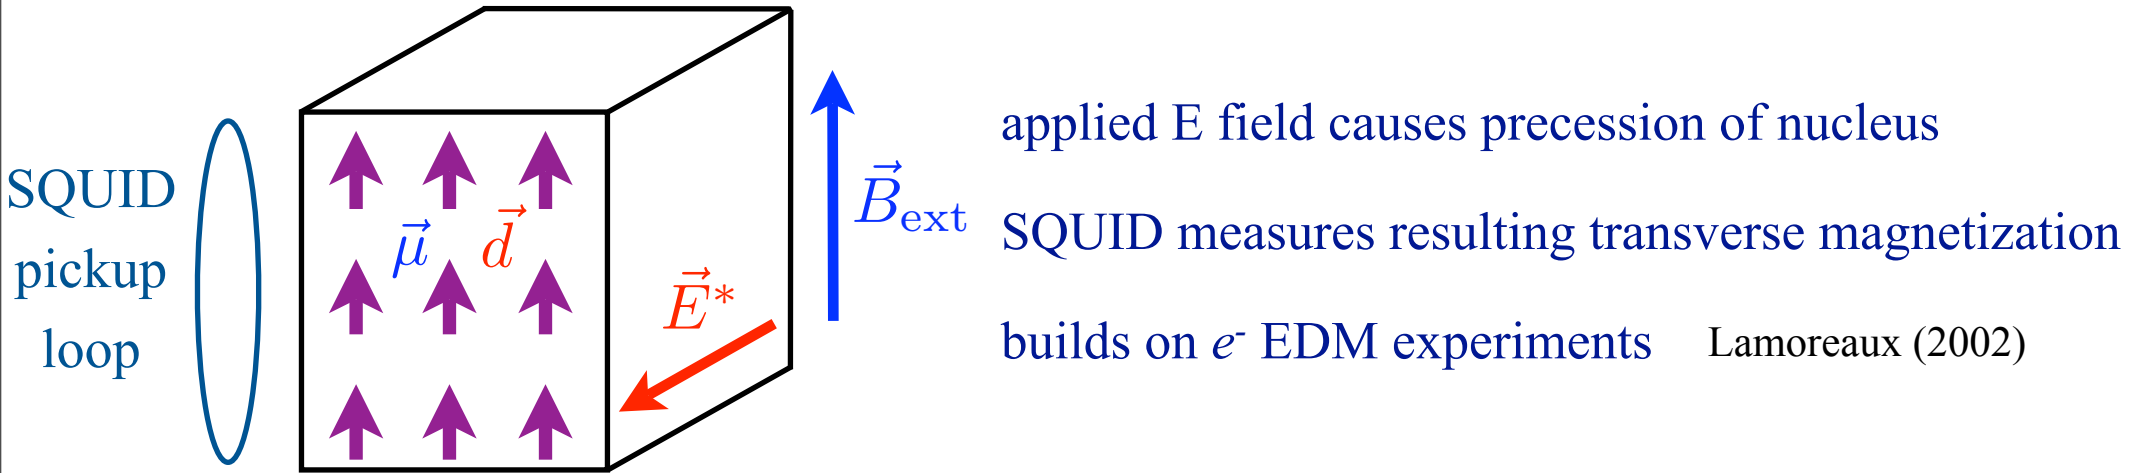 SQUID
pickup
loop
μ⃗
d⃗
E⃗*
B⃗ext
applied E field causes precession of nucleus
SQUID measures resulting transverse magnetization
builds on e- EDM experiments Lamoreaux (2002)